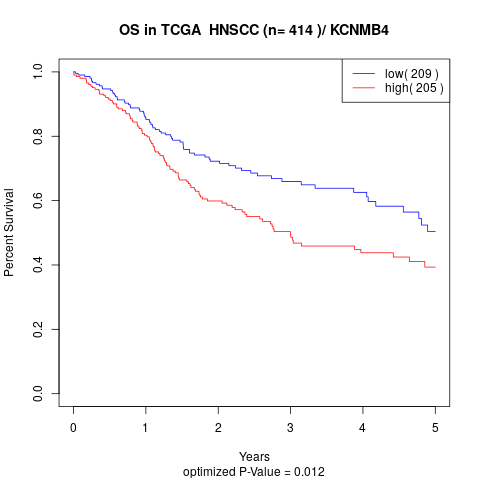 OS in TCGA  HNSCC (n= 414 )/ KCNMB4
low( 209 )
high( 205 )
Percent Survival
1.0
0.8
0.6
0.4
0.2
0.0
0 1 2 3 4 5
Years
optimized P-Value = 0.012